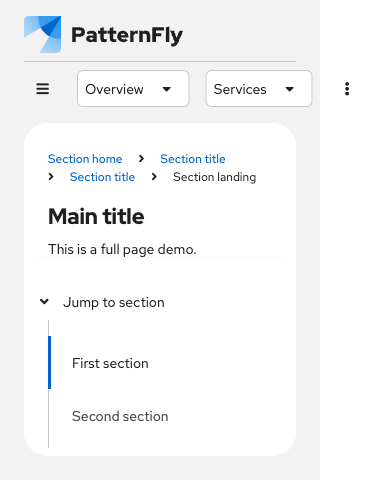 PatternFly
Overview Services
Section home Section title
Section title Section landing
Main title
This is a full page demo.
Jump to section
First section
Second section